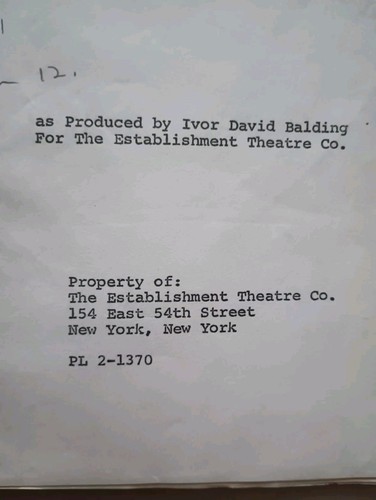 12.
as Produced by Ivor David Balding
For The Establishment Theatre Co.
Property of:
The Establishment Theatre Co.
154 East 54th Street
New York, New York
PL 2-1370